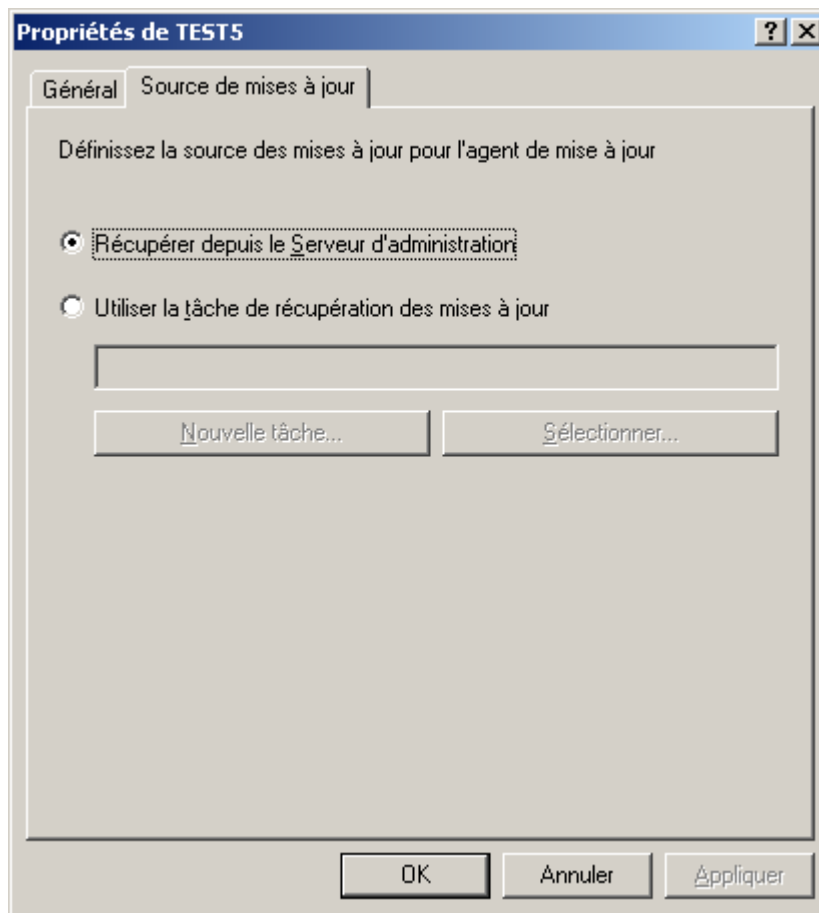 Propriétés de TEST5
Général Source de mises à jour
Définissez la source des mises à jour pour l'agent de mise à jour
Récupérer depuis le Serveur d'administration
Utiliser la tâche de récupération des mises à jour
Nouvelle tâche... Sélectionner...
OK Annuler Appliquer